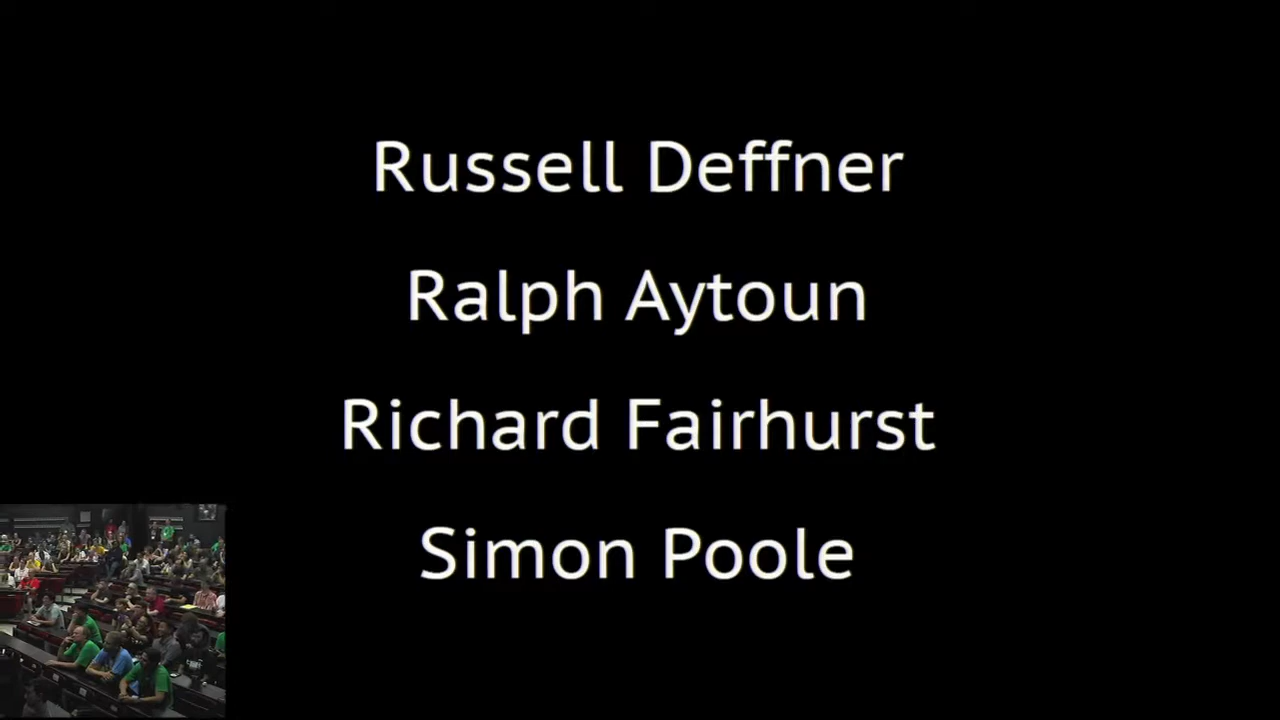 Russell Deffner
Ralph Aytoun
Richard Fairhurst
Simon Poole